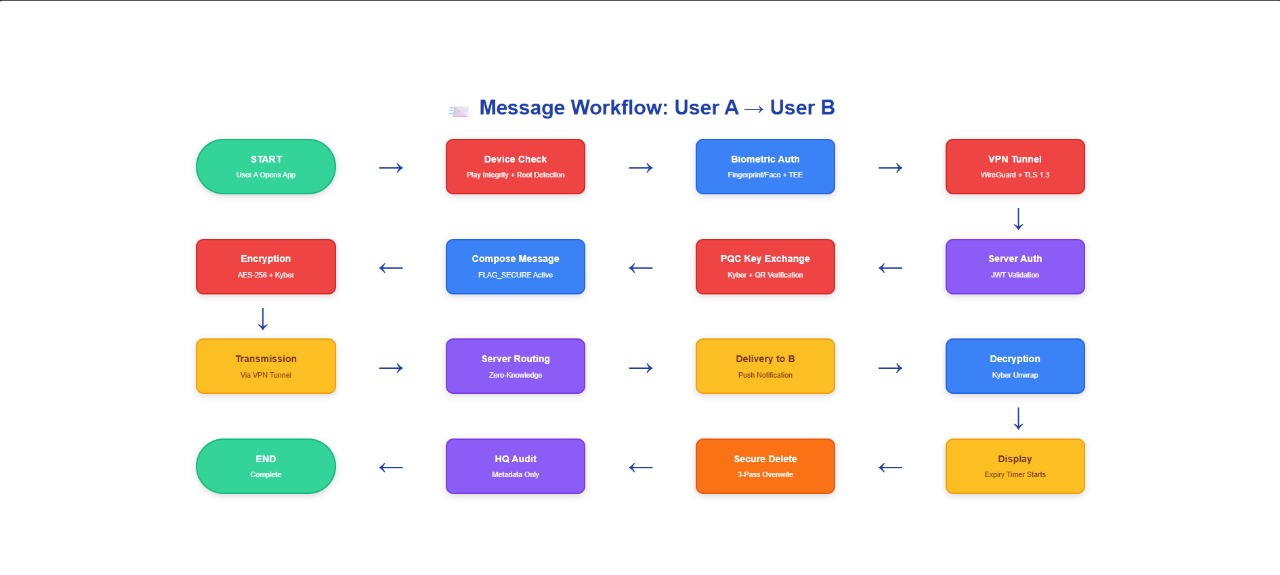 Message Workflow: User A → User B
START
User A Opens App
→
Device Check
Play Integrity + Root Detection
→
Biometric Auth
Fingerprint/Face + TEE
→
VPN Tunnel
WireGuard + TLS 1.3
↓
Server Auth
JWT Validation
←
PQC Key Exchange
Kyber + QR Verification
←
Compose Message
FLAG_SECURE Active
←
Encryption
AES-256 + Kyber
↓
Transmission
Via VPN Tunnel
→
Server Routing
Zero-Knowledge
→
Delivery to B
Push Notification
→
Decryption
Kyber Unwrap
↓
Display
Expiry Timer Starts
←
Secure Delete
3-Pass Overwrite
←
HQ Audit
Metadata Only
←
END
Complete